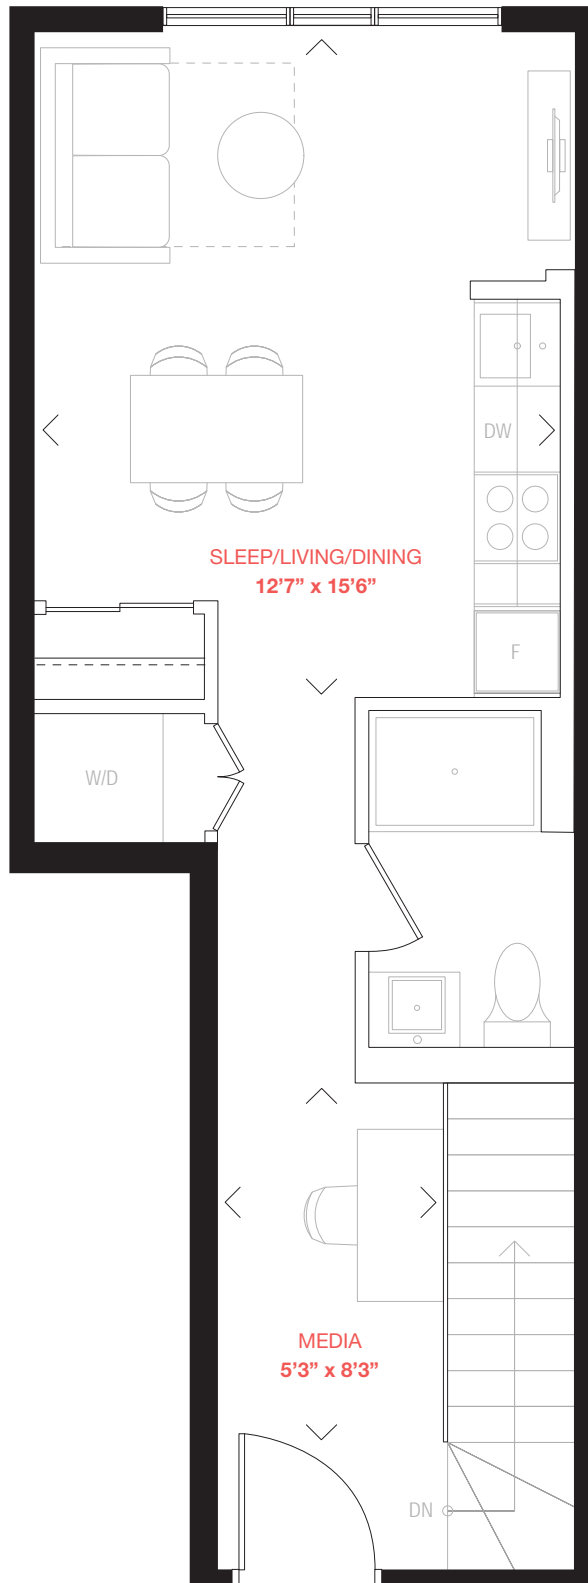 DW
SLEEP/LIVING/DINING
12’7” x 15’6”
F
W/D
MEDIA
5’3” x 8’3”
DN